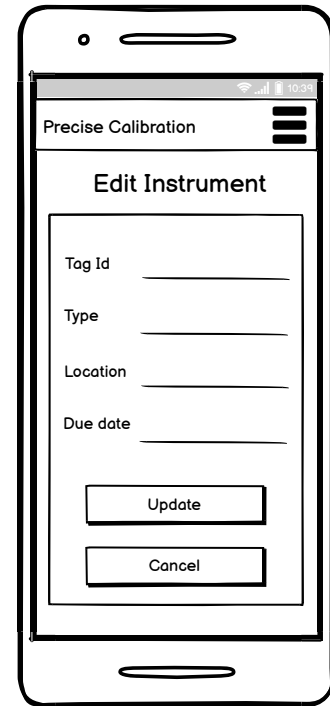 10:39
Precise Calibration
Edit Instrument
Tag Id
Type
Location
Due date
Update
Cancel